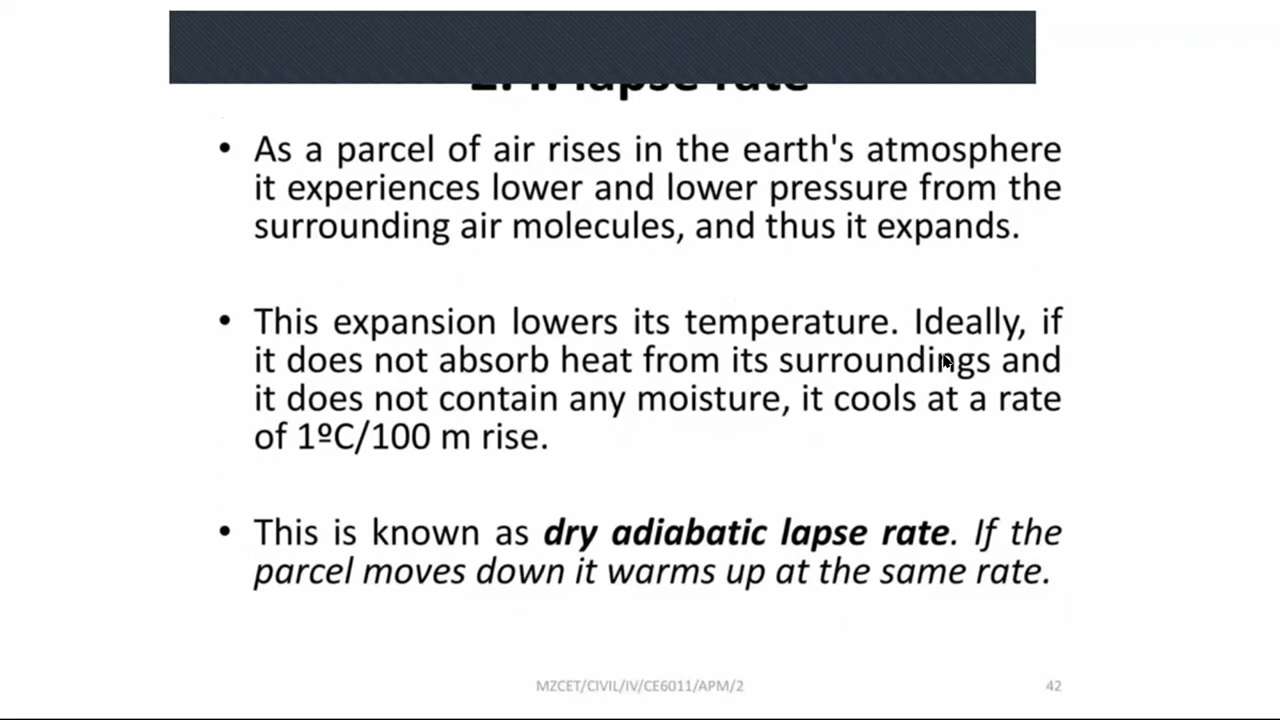 lapse rate
• As a parcel of air rises in the earth's atmosphere
it experiences lower and lower pressure from the
surrounding air molecules, and thus it expands.
• This expansion lowers its temperature. Ideally, if
it does not absorb heat from its surroundings and
it does not contain any moisture, it cools at a rate
of 1ºC/100 m rise.
• This is known as dry adiabatic lapse rate. If the
parcel moves down it warms up at the same rate.
MZCET/CIVIL/IV/CE6011/APM/2
42